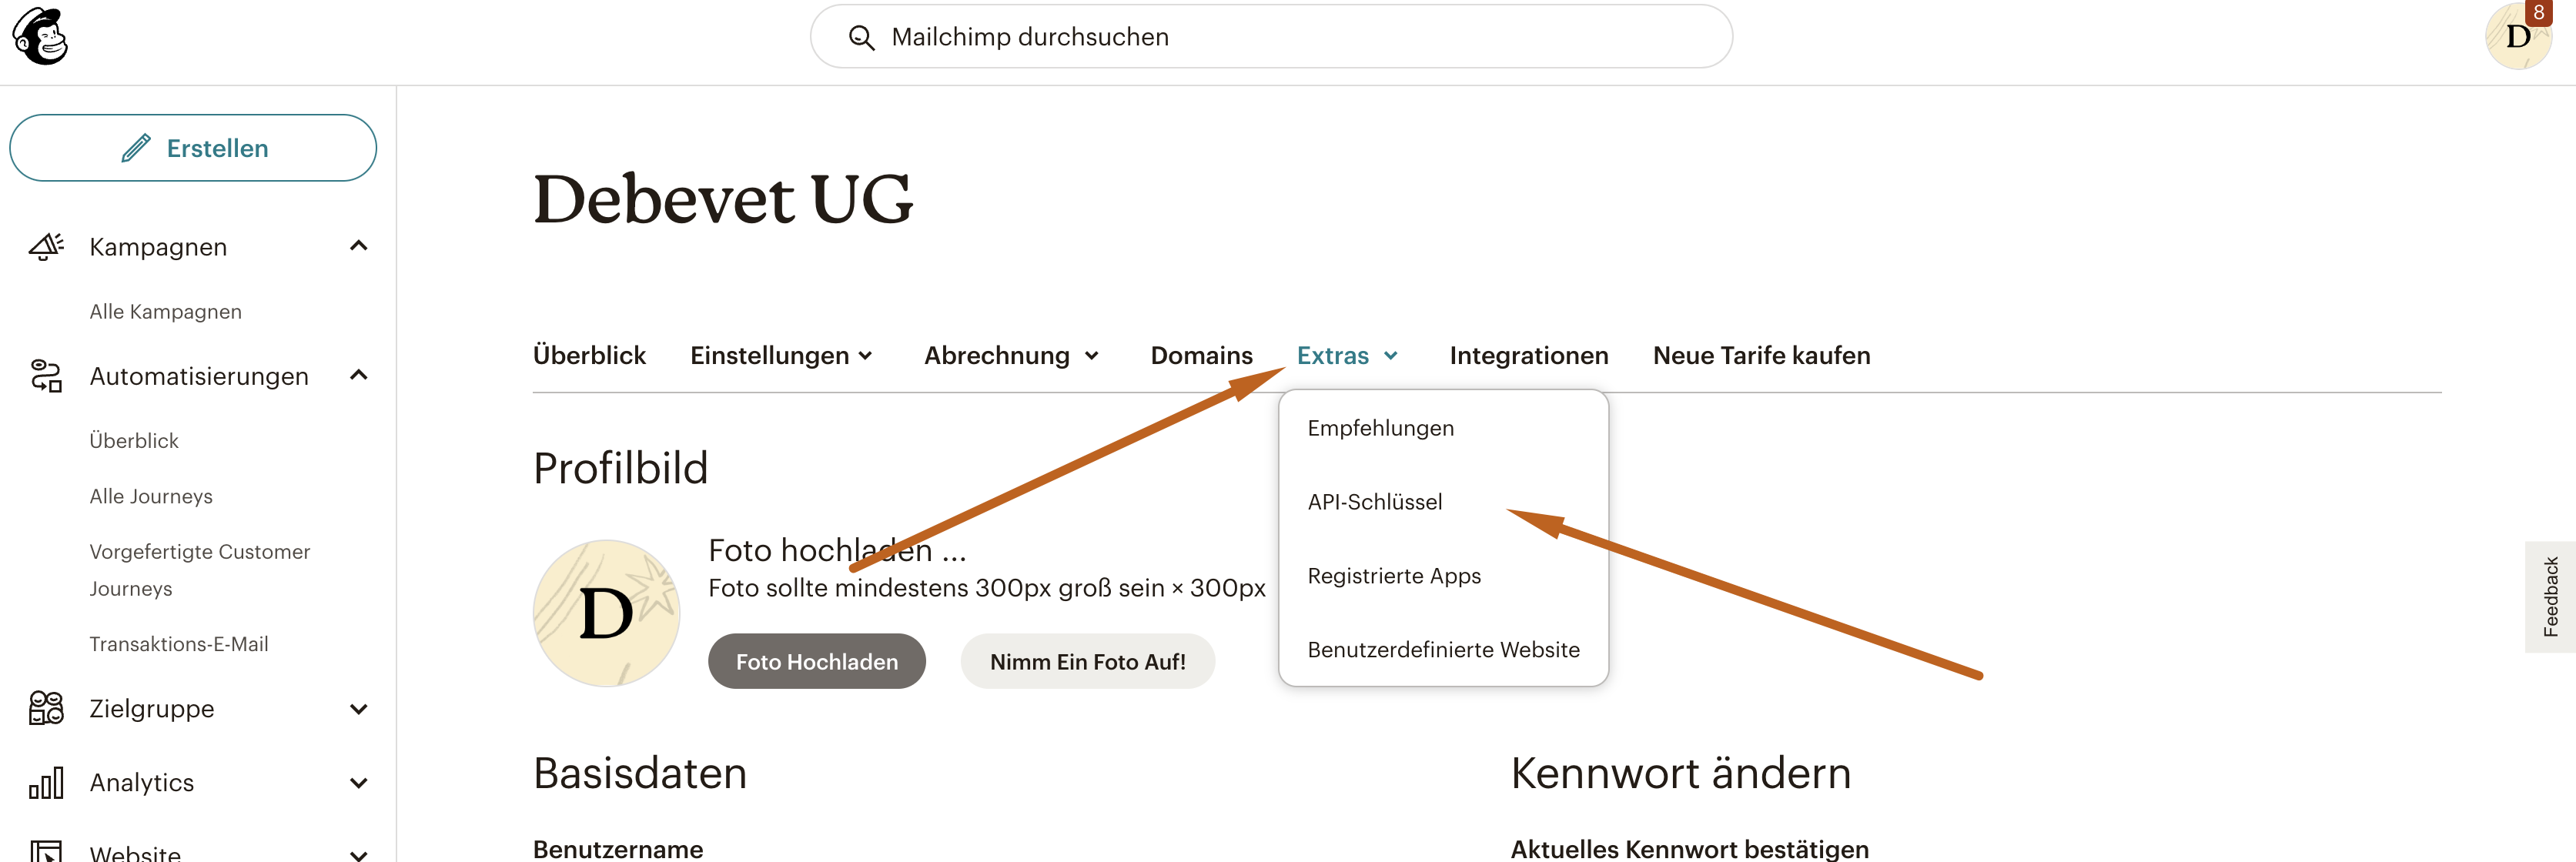 Mailchimp durchsuchen
D
8
Erstellen
Kampagnen
Alle Kampagnen
Automatisierungen
Überblick
Alle Journeys
Vorgefertigte Customer
Journeys
Transaktions-E-Mail
Zielgruppe
Analytics
Website
Debevet UG
Überblick
Einstellungen
Abrechnung
Domains
Extras
Integrationen
Neue Tarife kaufen
Empfehlungen
API-Schlüssel
Registrierte Apps
Benutzerdefinierte Website
Profilbild
D
Foto hochladen ...
Foto sollte mindestens 300px groß sein × 300px
Foto Hochladen
Nimm Ein Foto Auf!
Basisdaten
Benutzername
Kennwort ändern
Aktuelles Kennwort bestätigen
Feedback